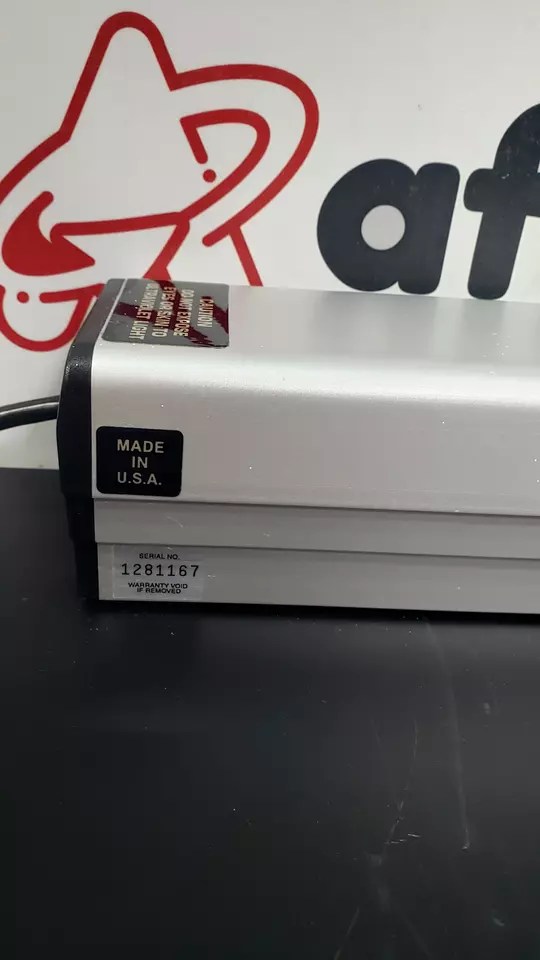 af
CAUTION
DO NOT EXPOSE
EYES OR SKIN TO
ULTRAVIOLET LIGHT
MADE
IN
U.S.A.
SERIAL NO.
1281167
WARRANTY VOID
IF REMOVED